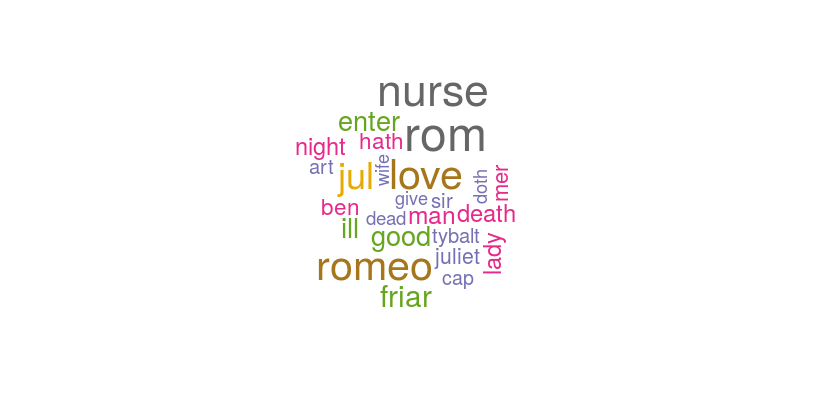 nurse
enter
rom
night
hath
art
jul
wife
love
doth
mer
ben
give
sir
dead
man
death
ill
good
tybalt
lady
romeo
juliet
cap
friar